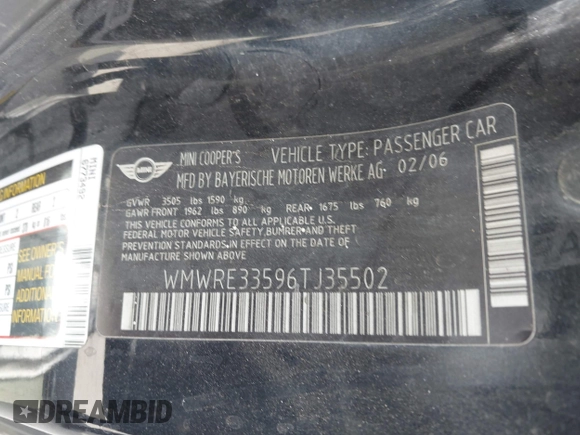 MINI
MINI COOPER'S VEHICLE TYPE: PASSENGER CAR
MFD BY BAYERISCHE MOTOREN WERKE AG 02/06
GVWR 3505 lbs 1590 kg
GAWR FRONT 1962 lbs 890 kg REAR 1675 lbs 760 kg
THIS VEHICLE CONFORMS TO ALL APPLICABLE U.S.
FEDERAL MOTOR VEHICLE SAFETY, BUMPER AND THEFT
PREVENTION STANDARDS IN EFFECT ON THE DATE OF
MANUFACTURE SHOWN ABOVE
WMWRE33596TJ35502
MINI
INFORMATION
SEE OWNER'S
MANUAL FOR
ADDITIONAL
INFORMATION
DREAMBID